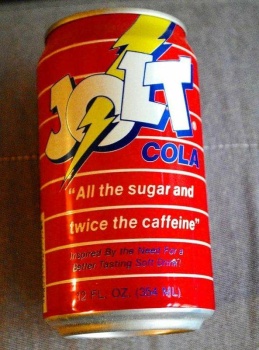 JOLT
COLA
"All the sugar and
twice the caffeine"
Inspired By the Need For a
Better Tasting Soft Drink!
12 FL. OZ. (354 ML)